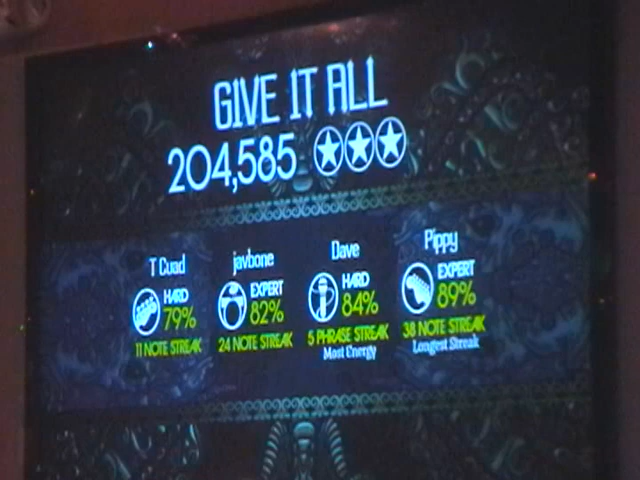 GIVE IT ALL
204,585
T Cuad
HARD
79%
11 NOTE STREAK
javbone
EXPERT
82%
24 NOTE STREAK
Dave
HARD
84%
5 PHRASE STREAK
Most Energy
Pippy
EXPERT
89%
38 NOTE STREAK
Longest Streak